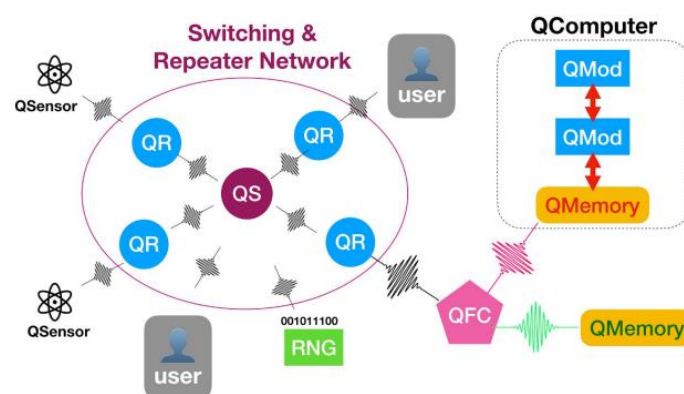 Switching &
Repeater Network
QComputer
QSensor
user
QMod
QR
QR
QMod
QS
QMemory
QR
QR
QSensor
001011100
QFC
QMemory
RNG
user